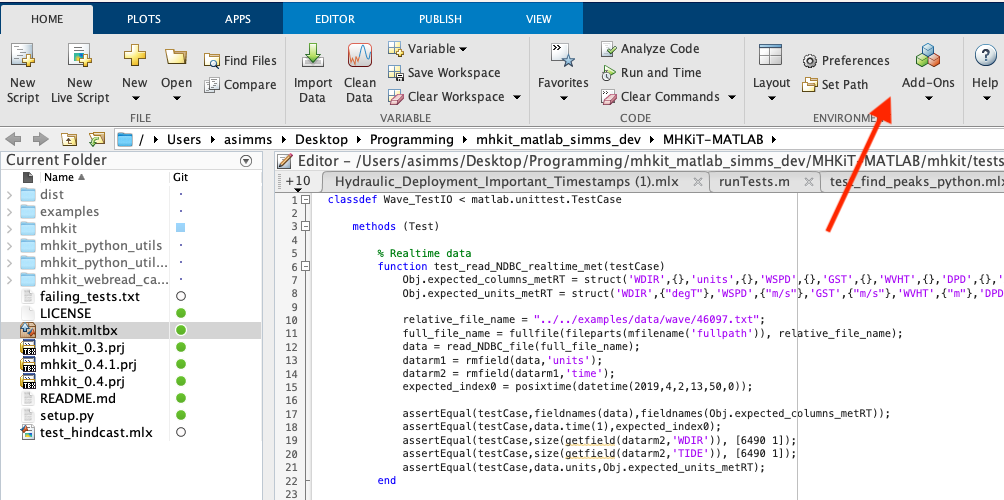 HOME PLOTS APPS EDITOR PUBLISH VIEW
New Script
New Live Script
New
Open
Find Files
Compare
FILE
Import Data
Clean Data
Variable
Save Workspace
Clear Workspace
VARIABLE
Favorites
Analyze Code
Run and Time
Clear Commands
CODE
Layout
Preferences
Set Path
Add-Ons
ENVIRONME
Help
/ Users asimms Desktop Programming mhkit_matlab_simms_dev MHKiT-MATLAB
Current Folder
Name Git
dist
examples
mhkit
mhkit_python_utils
mhkit_python_util...
mhkit_webread_ca...
failing_tests.txt
LICENSE
mhkit.mltbx
mhkit_0.3.prj
mhkit_0.4.1.prj
mhkit_0.4.prj
README.md
setup.py
test_hindcast.mlx
Editor - /Users/asimms/Desktop/Programming/mhkit_matlab_simms_dev/MHKiT-MATLAB/mhkit/tests
+10 Hydraulic_Deployment_Important_Timestamps (1).mlx × runTests.m × test_find_peaks_python.mlx
1 classdef Wave_TestIO < matlab.unittest.TestCase
2
3 methods (Test)
4
5 % Realtime data
6 function test_read_NDBC_realtime_met(testCase)
7 Obj.expected_columns_metRT = struct('WDIR',{},'units',{},'WSPD',{},'GST',{},'WVHT',{},'DPD',{},'
8 Obj.expected_units_metRT = struct('WDIR',{"degT"},'WSPD',{"m/s"},'GST',{"m/s"},'WVHT',{"m"},'DPD
9
10 relative_file_name = "../../examples/data/wave/46097.txt";
11 full_file_name = fullfile(fileparts(mfilename('fullpath')), relative_file_name);
12 data = read_NDBC_file(full_file_name);
13 datarm1 = rmfield(data,'units');
14 datarm2 = rmfield(datarm1,'time');
15 expected_index0 = posixtime(datetime(2019,4,2,13,50,0));
16
17 assertEqual(testCase,fieldnames(data),fieldnames(Obj.expected_columns_metRT));
18 assertEqual(testCase,data.time(1),expected_index0);
19 assertEqual(testCase,size(getfield(datarm2,'WDIR')), [6490 1]);
20 assertEqual(testCase,size(getfield(datarm2,'TIDE')), [6490 1]);
21 assertEqual(testCase,data.units,Obj.expected_units_metRT);
22 end
23